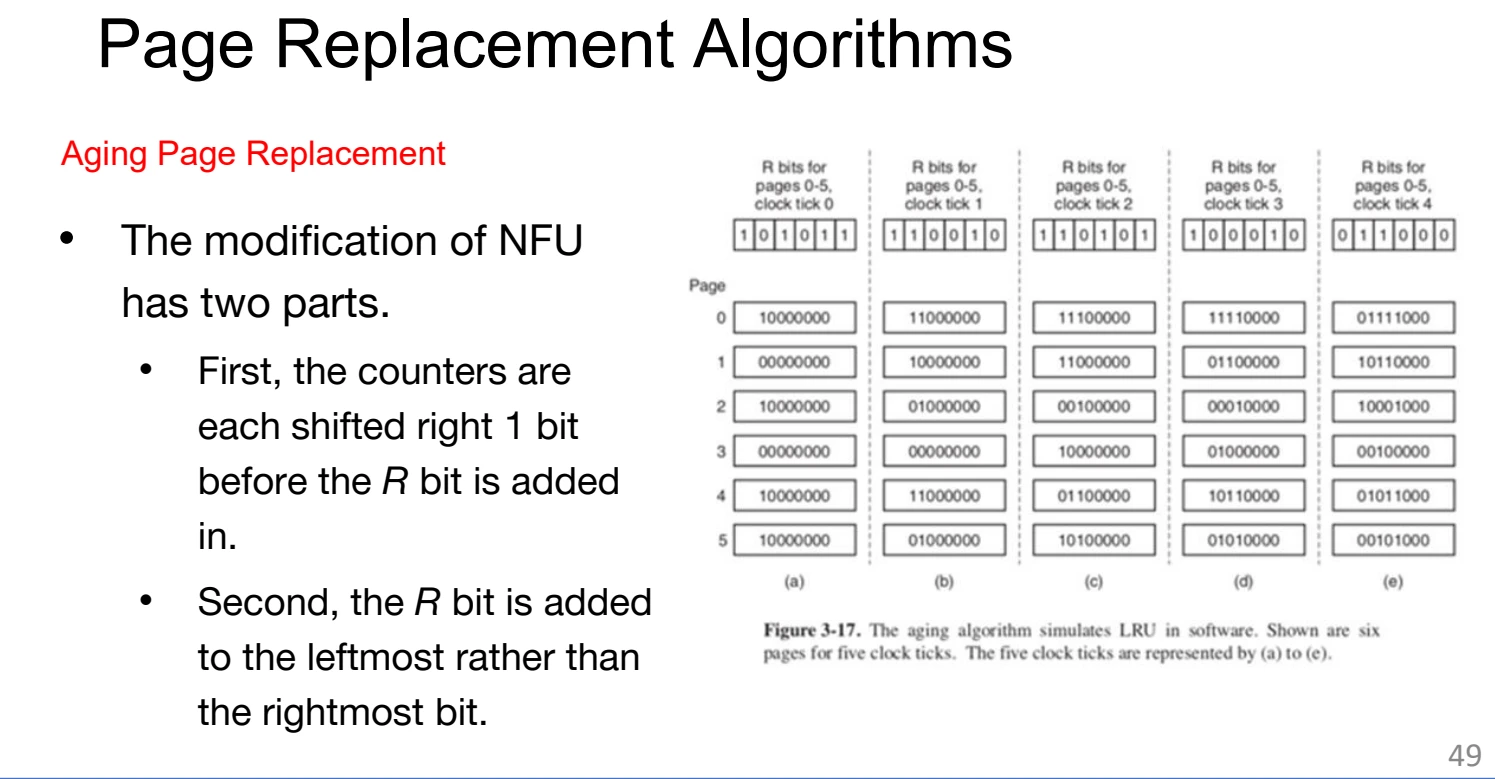 Page Replacement Algorithms
Aging Page Replacement
• The modification of NFU
has two parts.
• First, the counters are
each shifted right 1 bit
before the R bit is added
in.
• Second, the R bit is added
to the leftmost rather than
the rightmost bit.
R bits for pages 0-5, clock tick 0
R bits for pages 0-5, clock tick 1
R bits for pages 0-5, clock tick 2
R bits for pages 0-5, clock tick 3
R bits for pages 0-5, clock tick 4
1 0 1 0 1 1 1 1 0 0 1 0 1 1 0 1 0 1 1 0 0 0 1 0 0 1 1 0 0 0
Page
0 10000000 11000000 11100000 11110000 01111000
1 00000000 10000000 11000000 01100000 10110000
2 10000000 01000000 00100000 00010000 10001000
3 00000000 00000000 10000000 01000000 00100000
4 10000000 11000000 01100000 10110000 01011000
5 10000000 01000000 10100000 01010000 00101000
(a) (b) (c) (d) (e)
Figure 3-17. The aging algorithm simulates LRU in software. Shown are six
pages for five clock ticks. The five clock ticks are represented by (a) to (e).
49